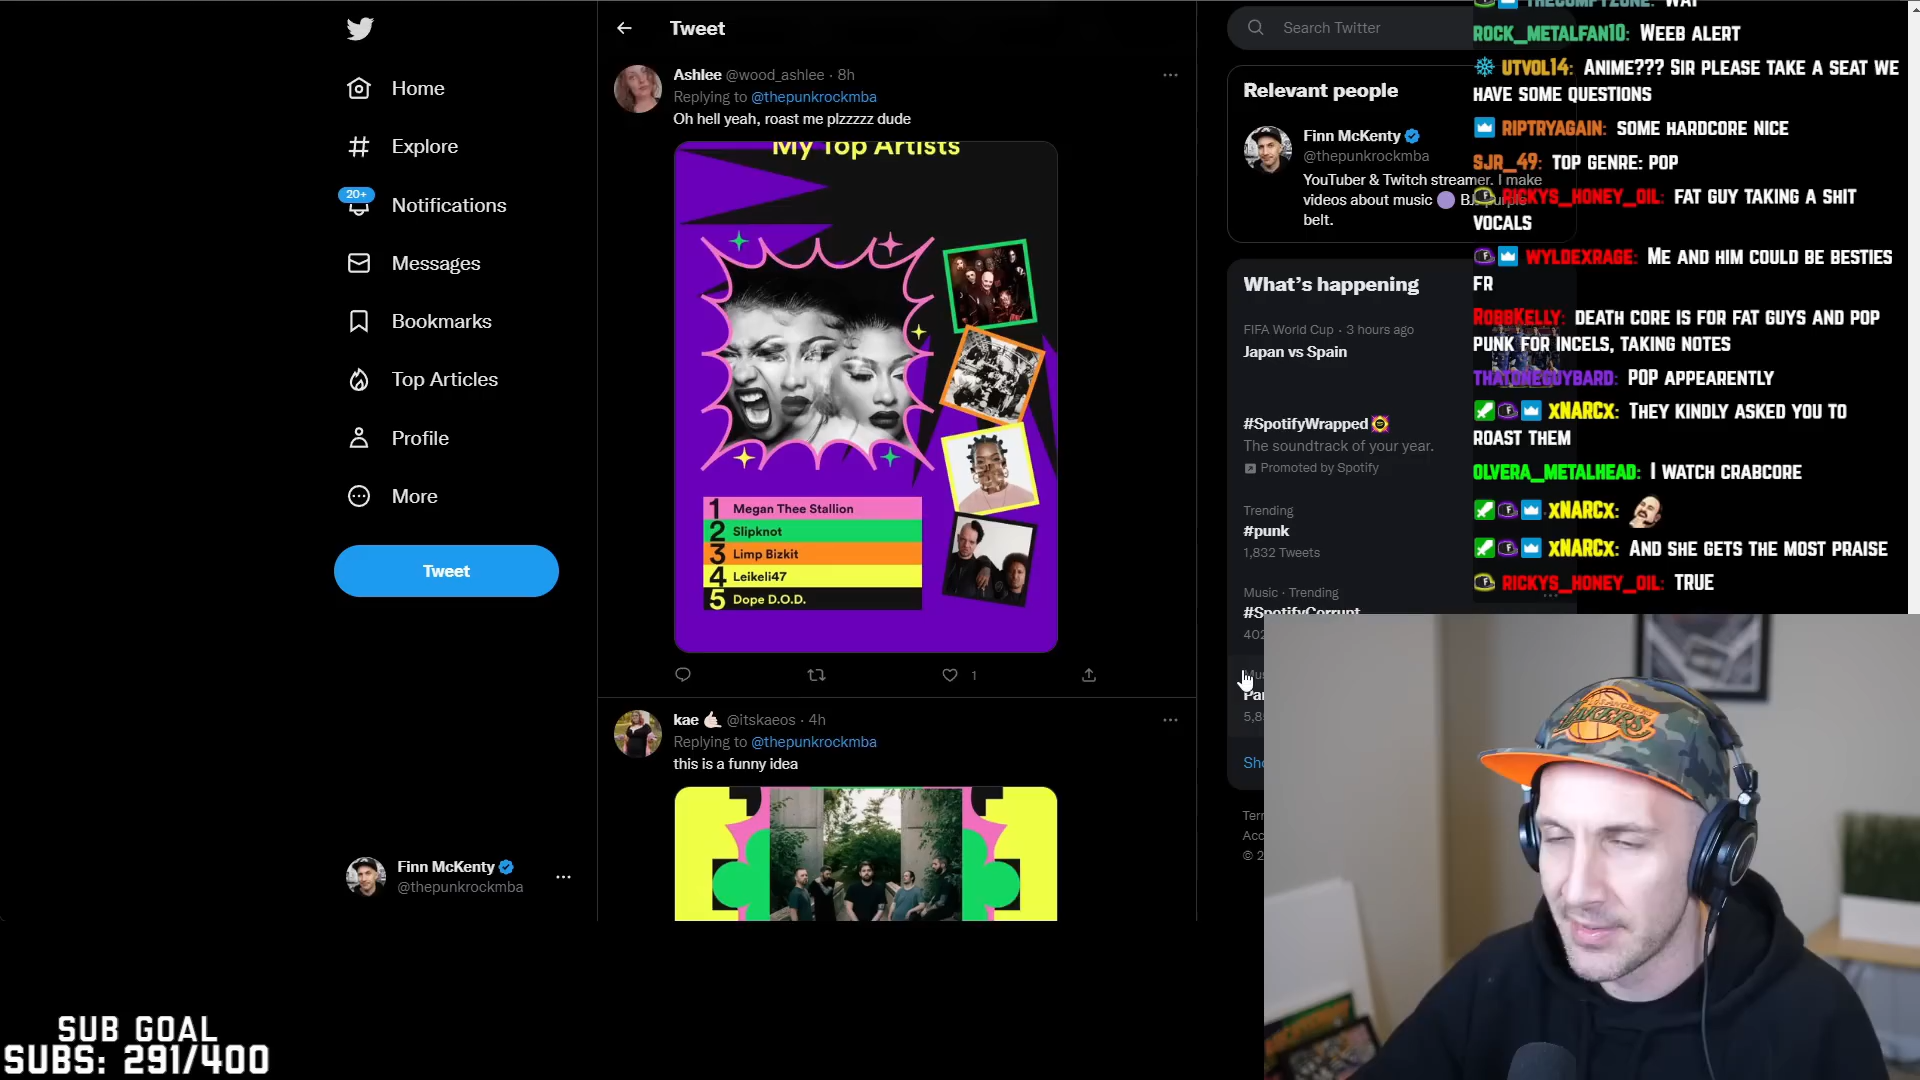 Home
Explore
20+
Notifications
Messages
Bookmarks
Top Articles
Profile
More
Tweet
Finn McKenty
@thepunkrockmba
SUB GOAL
SUBS: 291/400
Tweet
Ashlee @wood_ashlee · 8h
Replying to @thepunkrockmba
Oh hell yeah, roast me plzzzzz dude
My Top Artists
1 Megan Thee Stallion
2 Slipknot
3 Limp Bizkit
4 Leikeli47
5 Dope D.O.D.
1
kae @itskaeos · 4h
Replying to @thepunkrockmba
this is a funny idea
Search Twitter
Relevant people
Finn McKenty
@thepunkrockmba
YouTuber & Twitch streamer. I make
videos about music BJJ purple
belt.
What's happening
FIFA World Cup · 3 hours ago
Japan vs Spain
#SpotifyWrapped
The soundtrack of your year.
Promoted by Spotify
Trending
#punk
1,832 Tweets
Music · Trending
#SpotifyCorrupt
402
Sho
© 2
ROCK_METALFAN10: WEEB ALERT
UTVOL14: ANIME??? SIR PLEASE TAKE A SEAT WE
HAVE SOME QUESTIONS
RIPTRYAGAIN: SOME HARDCORE NICE
SJR_49: TOP GENRE: POP
RICKYS_HONEY_OIL: FAT GUY TAKING A SHIT
VOCALS
WYLDEXRAGE: ME AND HIM COULD BE BESTIES
FR
ROBBKELLY: DEATH CORE IS FOR FAT GUYS AND POP
PUNK FOR INCELS, TAKING NOTES
THATONEGUYBARD: POP APPEARENTLY
XNARCX: THEY KINDLY ASKED YOU TO
ROAST THEM
OLVERA_METALHEAD: I WATCH CRABCORE
XNARCX:
XNARCX: AND SHE GETS THE MOST PRAISE
RICKYS_HONEY_OIL: TRUE
LAKERS